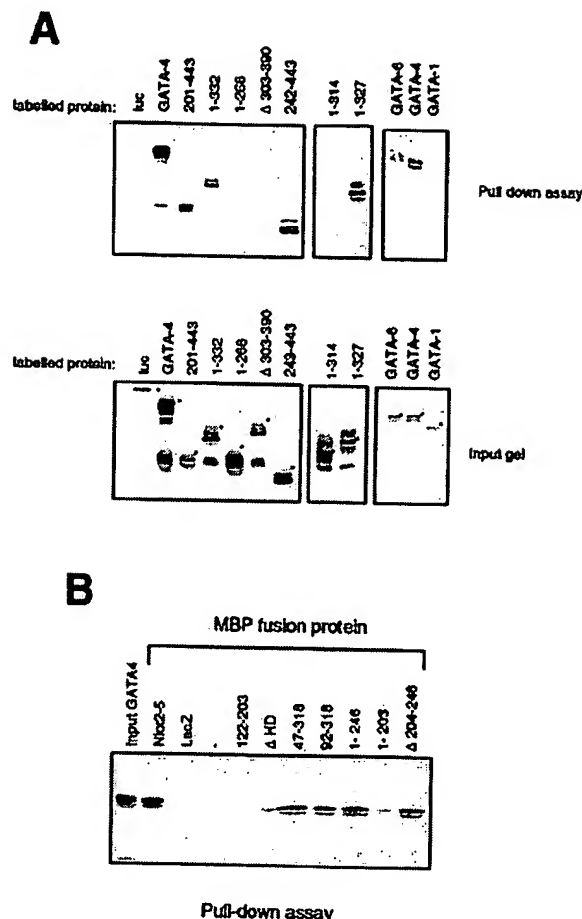 A
labelled protein:
luc
GATA-4
201-443
1-332
1-268
Δ 303-390
242-443
1-314
1-327
GATA-6
GATA-4
GATA-1
Pull down assay
labelled protein:
luc
GATA-4
201-443
1-332
1-268
Δ 303-390
249-443
1-314
1-327
GATA-6
GATA-4
GATA-1
Input gel
B
MBP fusion protein
Input GATA4
Nkx2-5
LacZ
-
122-203
Δ HD
47-318
92-318
1-246
1-203
Δ 204-246
Pull-down assay